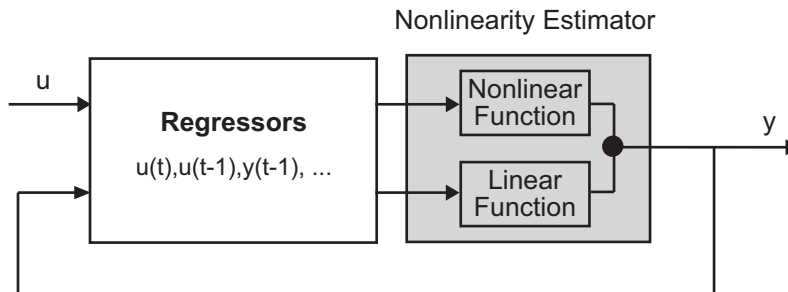 Nonlinearity Estimator
u
Regressors
u(t),u(t-1),y(t-1), ...
Nonlinear
Function
Linear
Function
y